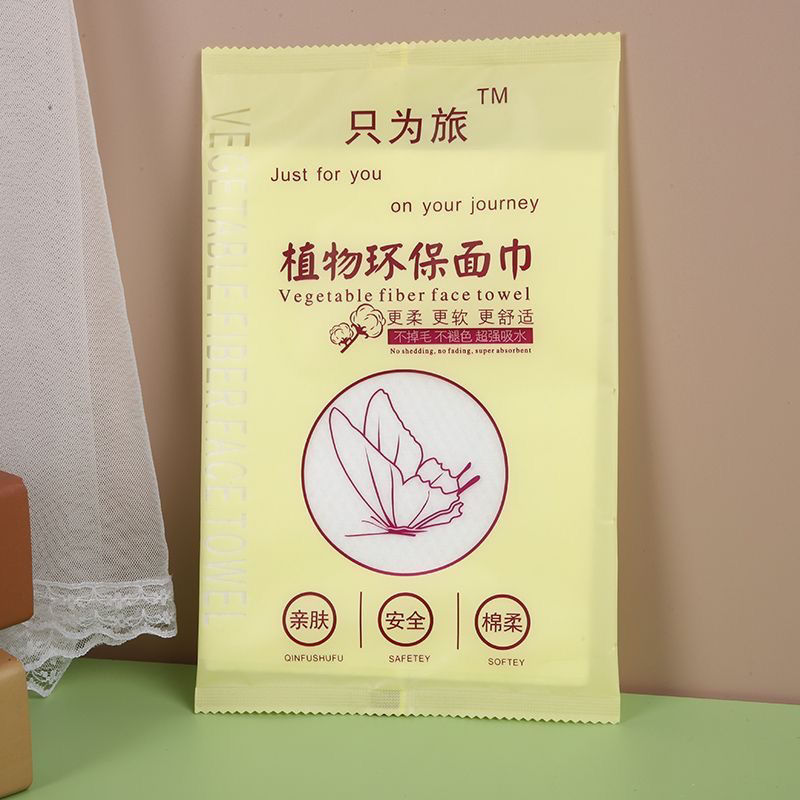 只为旅 TM
Just for you
on your journey
植物环保面巾
Vegetable fiber face towel
更柔 更软 更舒适
不掉毛 不褪色 超强吸水
No shedding, no fading, super absorbent
亲肤 安全 棉柔
QINFUSHUFU SAFETEY SOFTEY
VEGETABLE FIBER FACE TOWEL